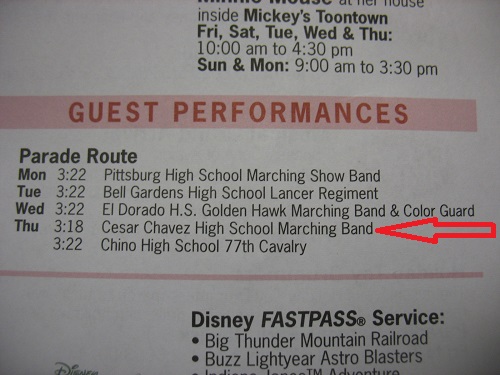 Minnie Mouse at her house
inside Mickey's Toontown
Fri, Sat, Tue, Wed & Thu:
10:00 am to 4:30 pm
Sun & Mon: 9:00 am to 3:30 pm
GUEST PERFORMANCES
Parade Route
Mon 3:22 Pittsburg High School Marching Show Band
Tue 3:22 Bell Gardens High School Lancer Regiment
Wed 3:22 El Dorado H.S. Golden Hawk Marching Band & Color Guard
Thu 3:18 Cesar Chavez High School Marching Band
3:22 Chino High School 77th Cavalry
Disney FASTPASS® Service:
• Big Thunder Mountain Railroad
• Buzz Lightyear Astro Blasters
• Indiana Jones™ Adventure
Disney